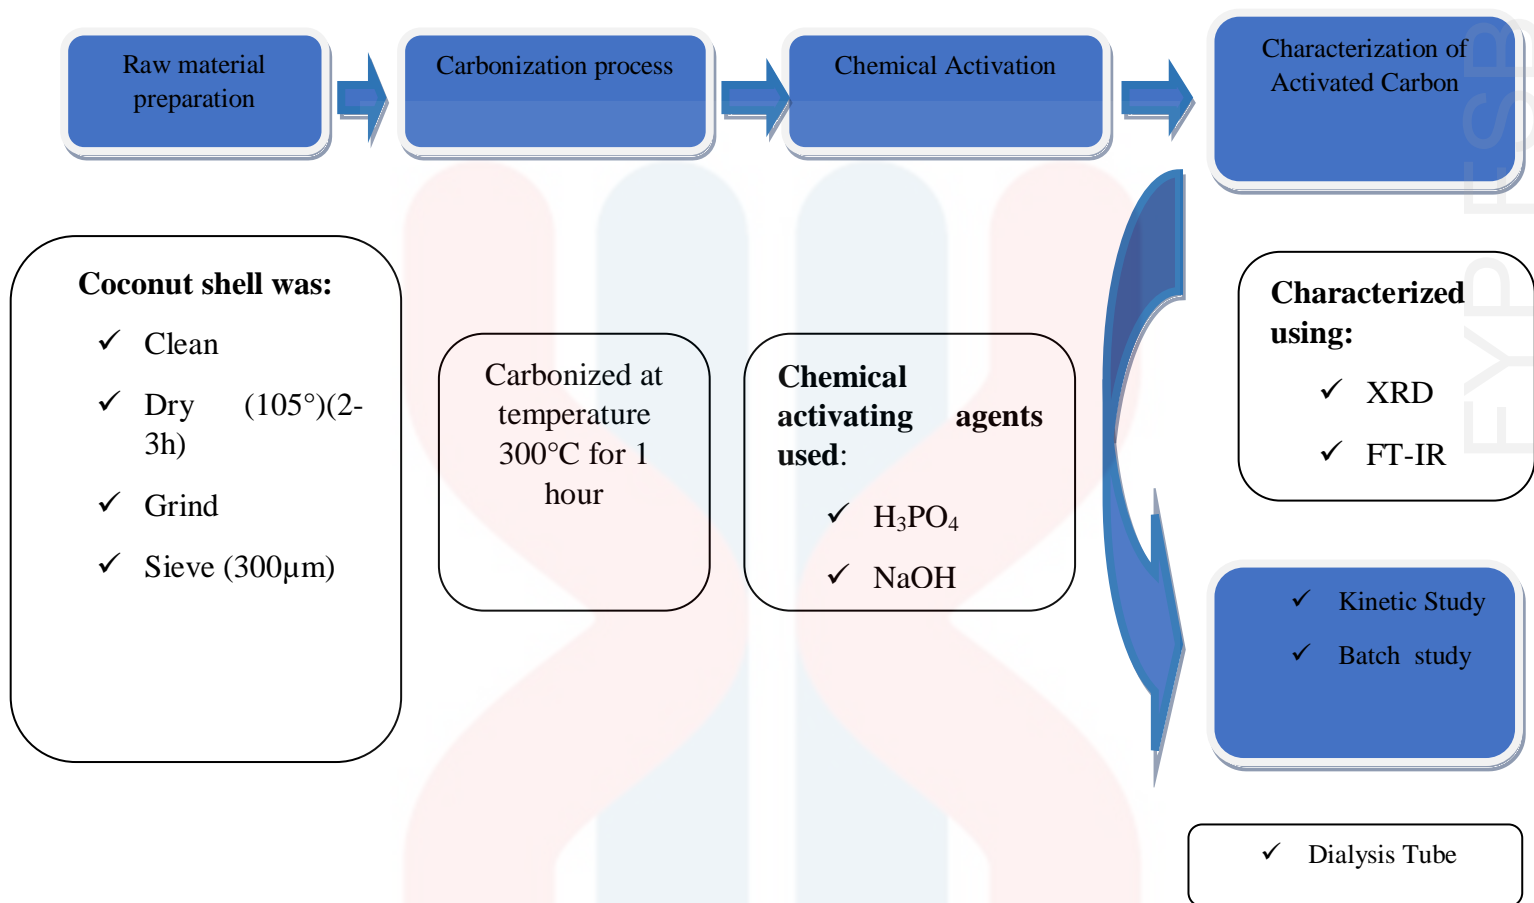 Raw material
preparation
Carbonization process
Chemical Activation
Characterization of
Activated Carbon
Coconut shell was:
✓ Clean
✓ Dry (105°)(2-
3h)
✓ Grind
✓ Sieve (300µm)
Carbonized at
temperature
300°C for 1
hour
Chemical
activating agents
used:
✓ H₃PO₄
✓ NaOH
Characterized
using:
✓ XRD
✓ FT-IR
✓ Kinetic Study
✓ Batch study
✓ Dialysis Tube
FYP FSB